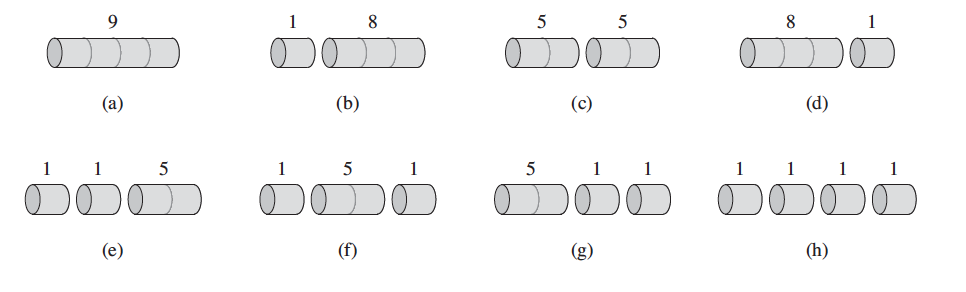 9 1 8 5 5 8 1
(a) (b) (c) (d)
1 1 5 1 5 1 5 1 1 1 1 1 1
(e) (f) (g) (h)